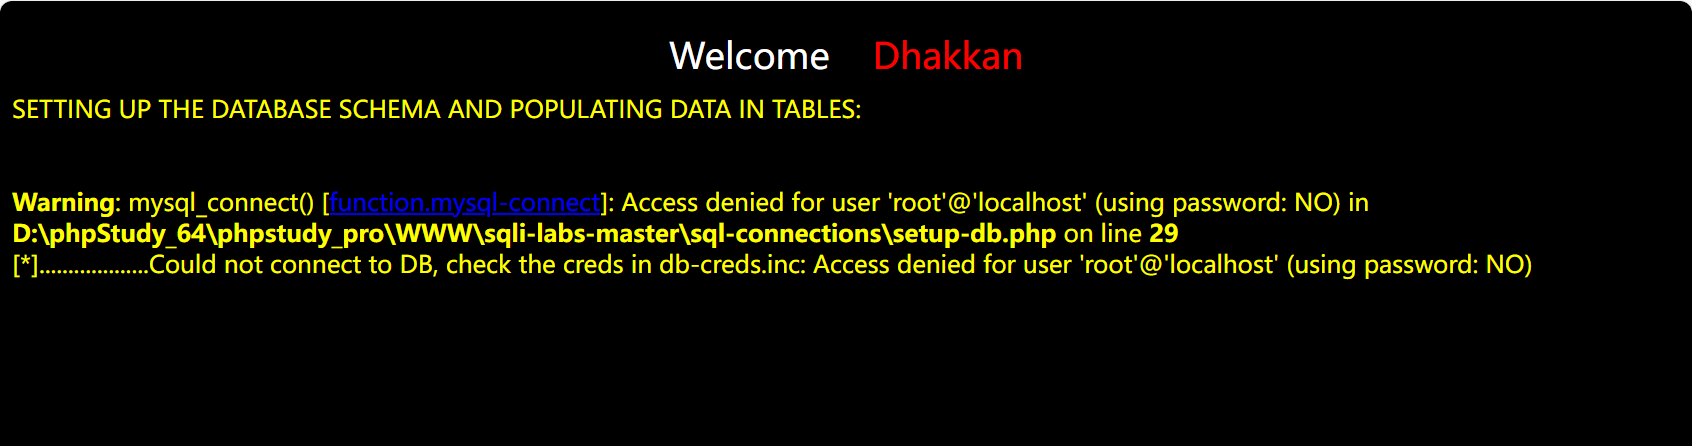 Welcome Dhakkan
SETTING UP THE DATABASE SCHEMA AND POPULATING DATA IN TABLES:
Warning: mysql_connect() [function.mysql-connect]: Access denied for user 'root'@'localhost' (using password: NO) in
D:\phpStudy_64\phpstudy_pro\WWW\sqli-labs-master\sql-connections\setup-db.php on line 29
[*]...................Could not connect to DB, check the creds in db-creds.inc: Access denied for user 'root'@'localhost' (using password: NO)